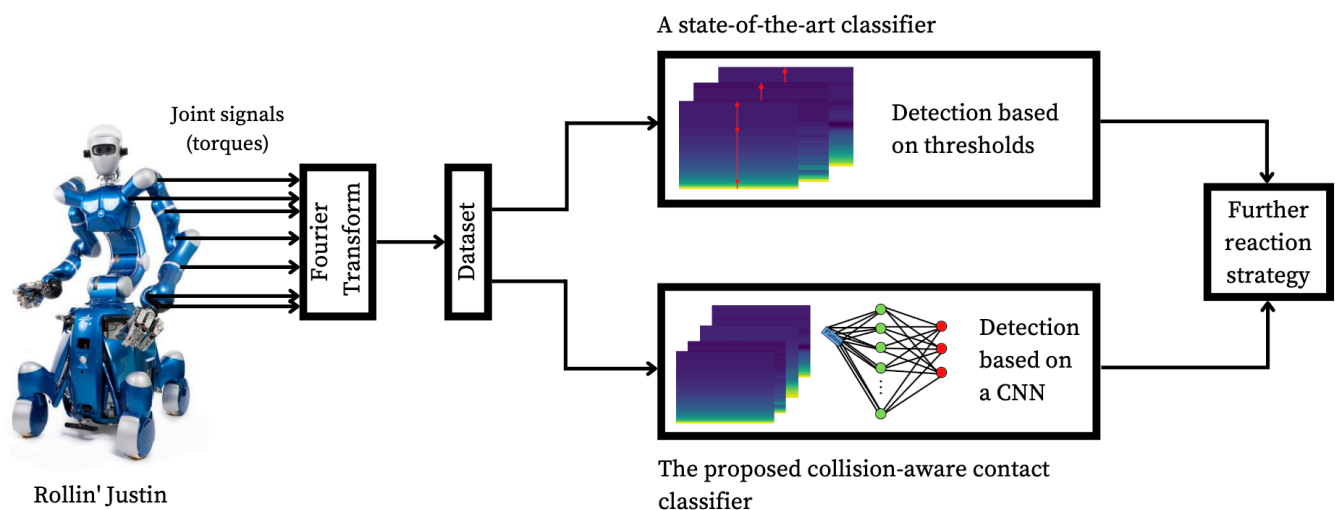 A state-of-the-art classifier
Joint signals
(torques)
Fourier
Transform
Dataset
Detection based
on thresholds
Detection
based on
a CNN
Further
reaction
strategy
The proposed collision-aware contact
classifier
Rollin' Justin